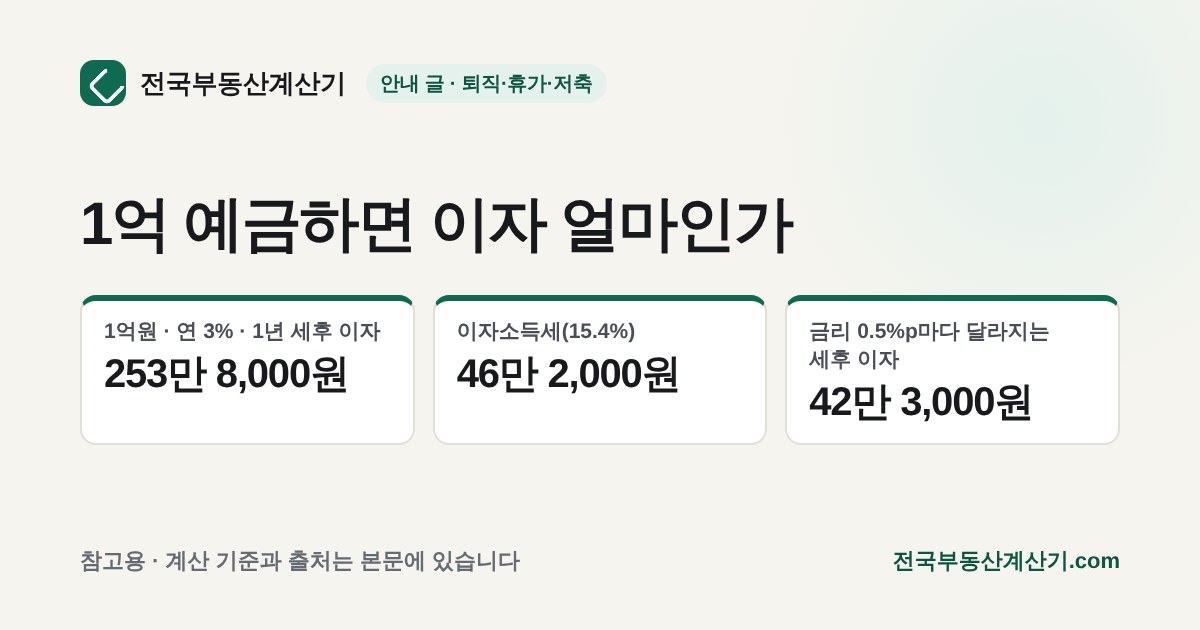 전국부동산계산기
안내 글 · 퇴직·휴가·저축
1억 예금하면 이자 얼마인가
1억원 · 연 3% · 1년 세후 이자
253만 8,000원
이자소득세(15.4%)
46만 2,000원
금리 0.5%p마다 달라지는
세후 이자
42만 3,000원
참고용 · 계산 기준과 출처는 본문에 있습니다
전국부동산계산기.com